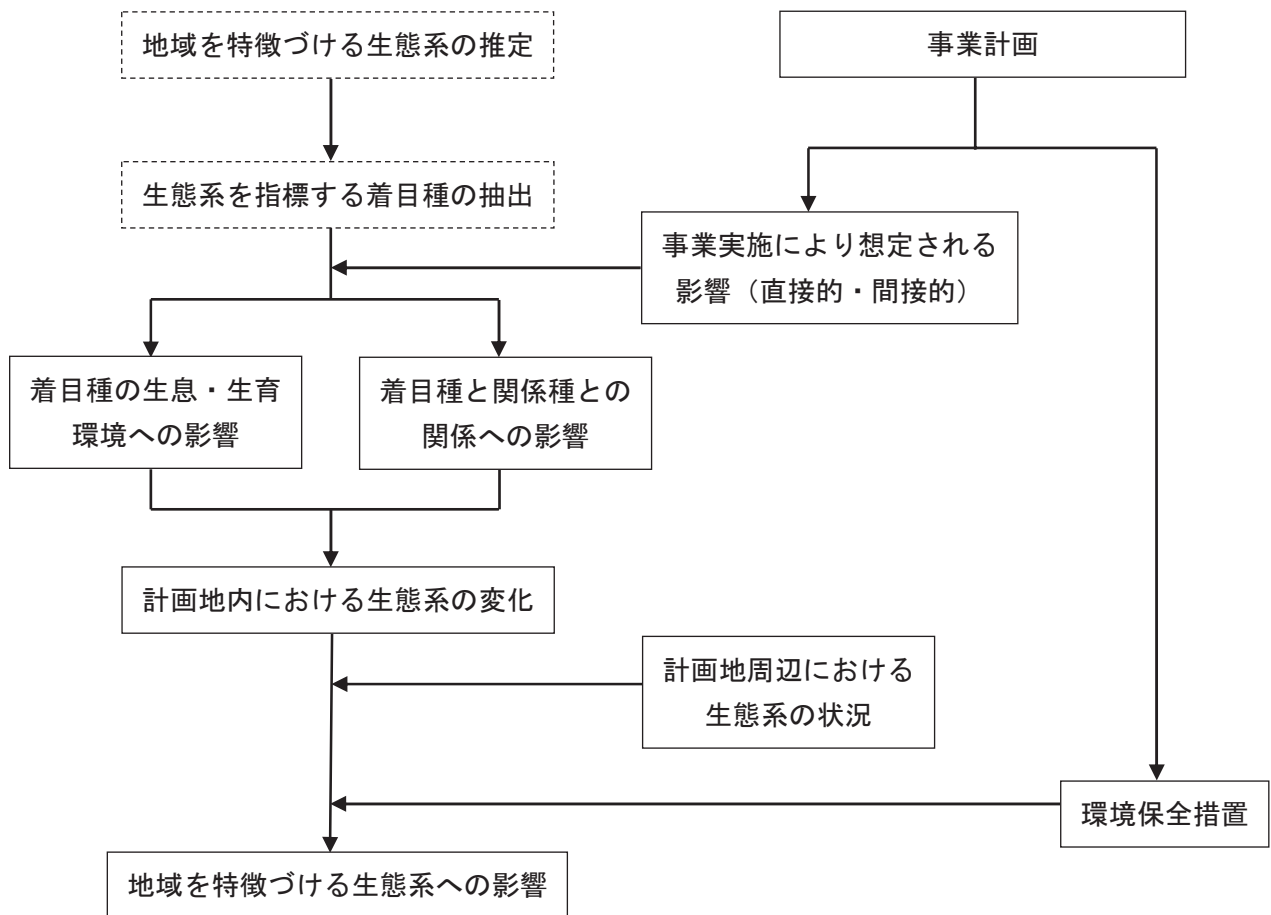 地域を特徴づける生態系の推定
事業計画
生態系を指標する着目種の抽出
事業実施により想定される
影響（直接的・間接的）
着目種の生息・生育
環境への影響
着目種と関係種との
関係への影響
計画地内における生態系の変化
計画地周辺における
生態系の状況
環境保全措置
地域を特徴づける生態系への影響